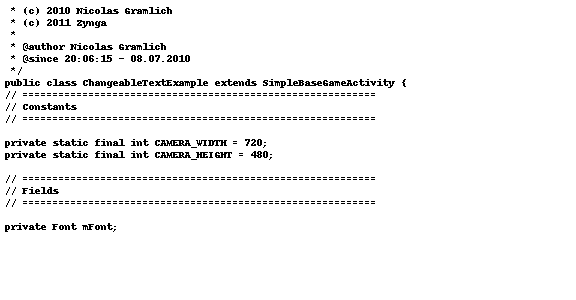 * (c) 2010 Nicolas Gramlich
 * (c) 2011 Zynga
 *
 * @author Nicolas Gramlich
 * @since 20:06:15 - 08.07.2010
 */
public class ChangeableTextExample extends SimpleBaseGameActivity {
// ===========================================================
// Constants
// ===========================================================
private static final int CAMERA_WIDTH = 720;
private static final int CAMERA_HEIGHT = 480;
// ===========================================================
// Fields
// ===========================================================
private Font mFont;